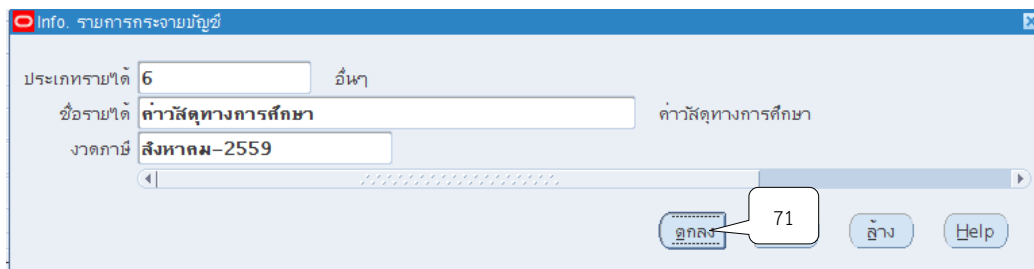 Info. รายการกระจายบัญชี
ประเภทรายได้ 6 อื่นๆ
ชื่อรายได้ ค่าวัสดุทางการศึกษา ค่าวัสดุทางการศึกษา
งวดภาษี สิงหาคม-2559
ตกลง 71 ล้าง Help